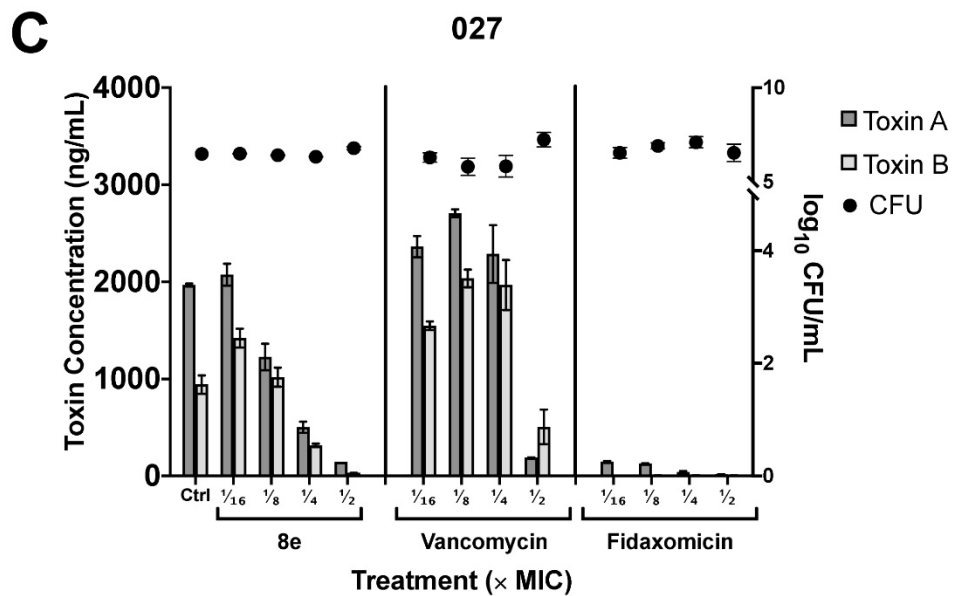 C
027
Toxin Concentration (ng/mL)
4000
3000
2000
1000
0
10
5
4
2
0
log10 CFU/mL
Toxin A
Toxin B
CFU
Ctrl 1/16 1/8 1/4 1/2 1/16 1/8 1/4 1/2 1/16 1/8 1/4 1/2
8e Vancomycin Fidaxomicin
Treatment (× MIC)